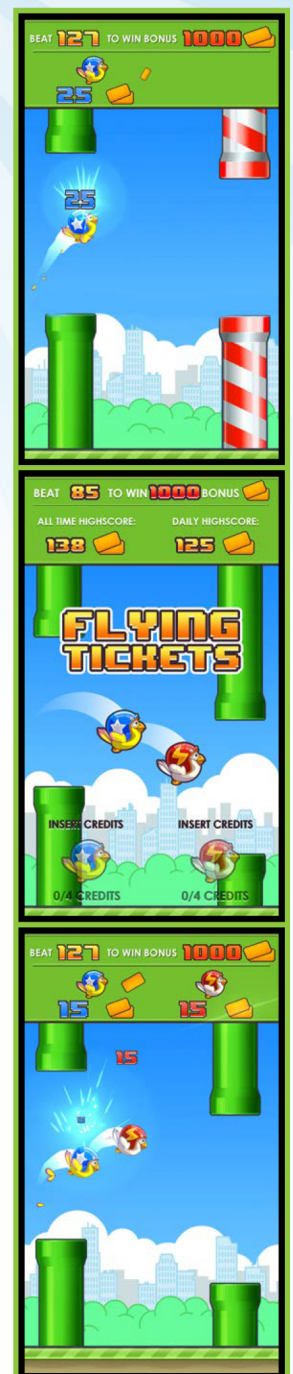 BEAT 127 TO WIN BONUS 1000
25
25
BEAT 85 TO WIN 1000 BONUS
ALL TIME HIGHSCORE: DAILY HIGHSCORE:
138 125
FLYING
TICKETS
INSERT CREDITS INSERT CREDITS
0/4 CREDITS 0/4 CREDITS
BEAT 127 TO WIN BONUS 1000
15 15
15